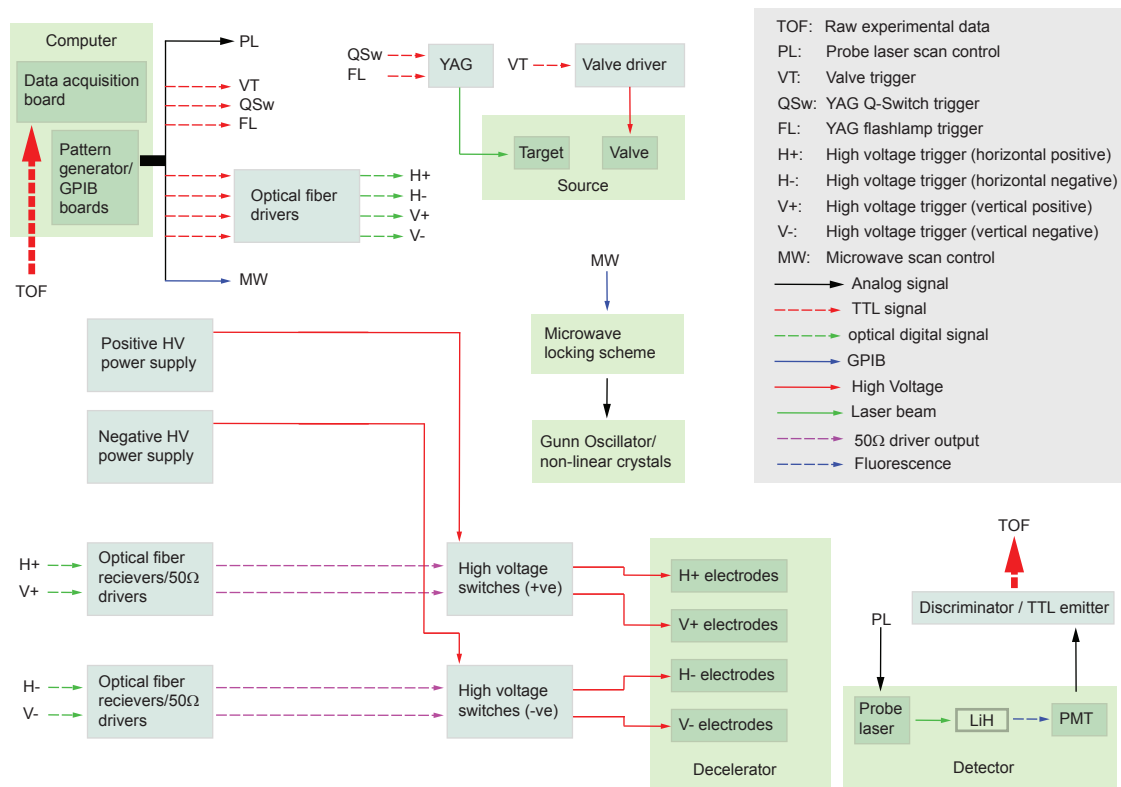 Computer
Data acquisition
board
Pattern
generator/
GPIB
boards
TOF
PL
VT
QSw
FL
Optical fiber
drivers
H+
H-
V+
V-
MW
QSw
FL
YAG
VT
Valve driver
Target
Valve
Source
MW
Microwave
locking scheme
Gunn Oscillator/
non-linear crystals
TOF: Raw experimental data
PL: Probe laser scan control
VT: Valve trigger
QSw: YAG Q-Switch trigger
FL: YAG flashlamp trigger
H+: High voltage trigger (horizontal positive)
H-: High voltage trigger (horizontal negative)
V+: High voltage trigger (vertical positive)
V-: High voltage trigger (vertical negative)
MW: Microwave scan control
Analog signal
TTL signal
optical digital signal
GPIB
High Voltage
Laser beam
50Ω driver output
Fluorescence
Positive HV
power supply
Negative HV
power supply
H+
V+
Optical fiber
recievers/50Ω
drivers
High voltage
switches (+ve)
H-
V-
Optical fiber
recievers/50Ω
drivers
High voltage
switches (-ve)
H+ electrodes
V+ electrodes
H- electrodes
V- electrodes
Decelerator
TOF
Discriminator / TTL emitter
PL
Probe
laser
LiH
PMT
Detector